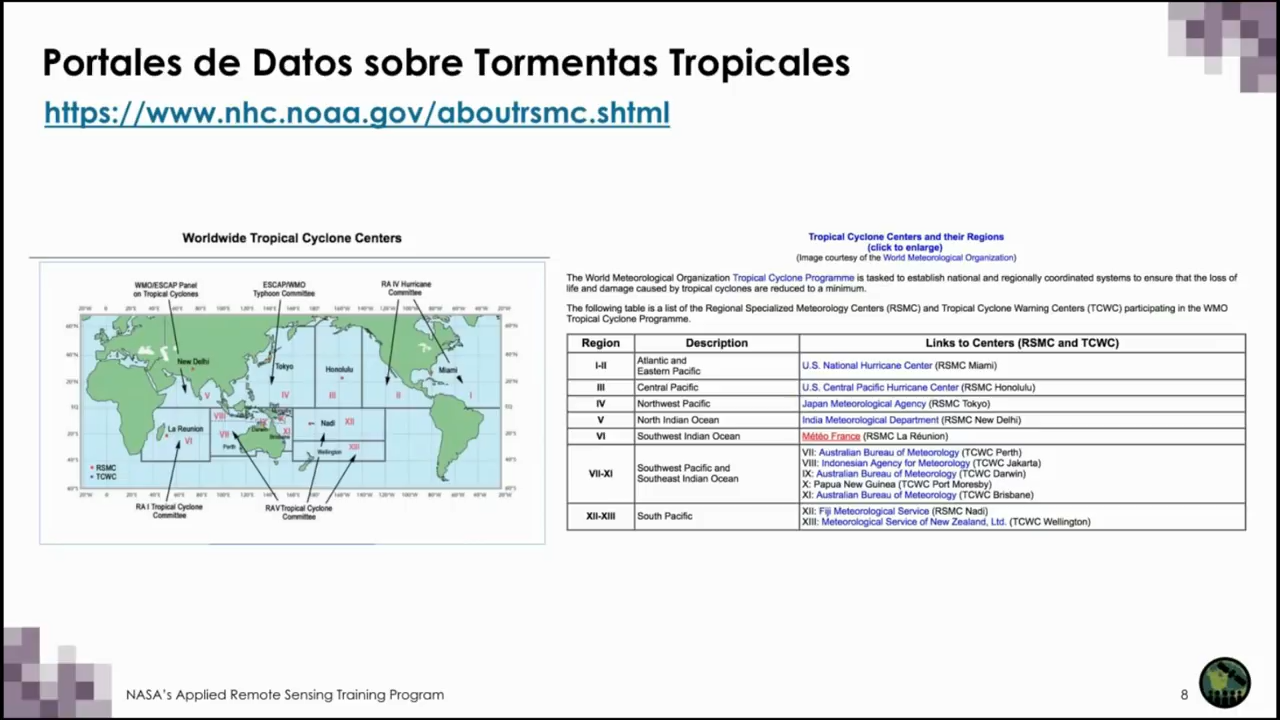 Portales de Datos sobre Tormentas Tropicales
https://www.nhc.noaa.gov/aboutrsmc.shtml
Worldwide Tropical Cyclone Centers
WMO/ESCAP Panel
on Tropical Cyclones
ESCAP/WMO
Typhoon Committee
RA IV Hurricane
Committee
New Delhi
Tokyo
Honolulu
Miami
V
IV
III
II
I
La Reunion
VI
VIII
VII
Perth
Darwin
Brisbane
XI
Nadi
XII
Wellington
XIII
RSMC
TCWC
RA I Tropical Cyclone
Committee
RAV Tropical Cyclone
Committee
Tropical Cyclone Centers and their Regions
(click to enlarge)
(Image courtesy of the World Meteorological Organization)
The World Meteorological Organization Tropical Cyclone Programme is tasked to establish national and regionally coordinated systems to ensure that the loss of
life and damage caused by tropical cyclones are reduced to a minimum.
The following table is a list of the Regional Specialized Meteorology Centers (RSMC) and Tropical Cyclone Warning Centers (TCWC) participating in the WMO
Tropical Cyclone Programme.
Region Description Links to Centers (RSMC and TCWC)
I-II Atlantic and Eastern Pacific U.S. National Hurricane Center (RSMC Miami)
III Central Pacific U.S. Central Pacific Hurricane Center (RSMC Honolulu)
IV Northwest Pacific Japan Meteorological Agency (RSMC Tokyo)
V North Indian Ocean India Meteorological Department (RSMC New Delhi)
VI Southwest Indian Ocean Météo France (RSMC La Réunion)
VII-XI Southwest Pacific and Southeast Indian Ocean
VII: Australian Bureau of Meteorology (TCWC Perth)
VIII: Indonesian Agency for Meteorology (TCWC Jakarta)
IX: Australian Bureau of Meteorology (TCWC Darwin)
X: Papua New Guinea (TCWC Port Moresby)
XI: Australian Bureau of Meteorology (TCWC Brisbane)
XII-XIII South Pacific
XII: Fiji Meteorological Service (RSMC Nadi)
XIII: Meteorological Service of New Zealand, Ltd. (TCWC Wellington)
NASA's Applied Remote Sensing Training Program
8